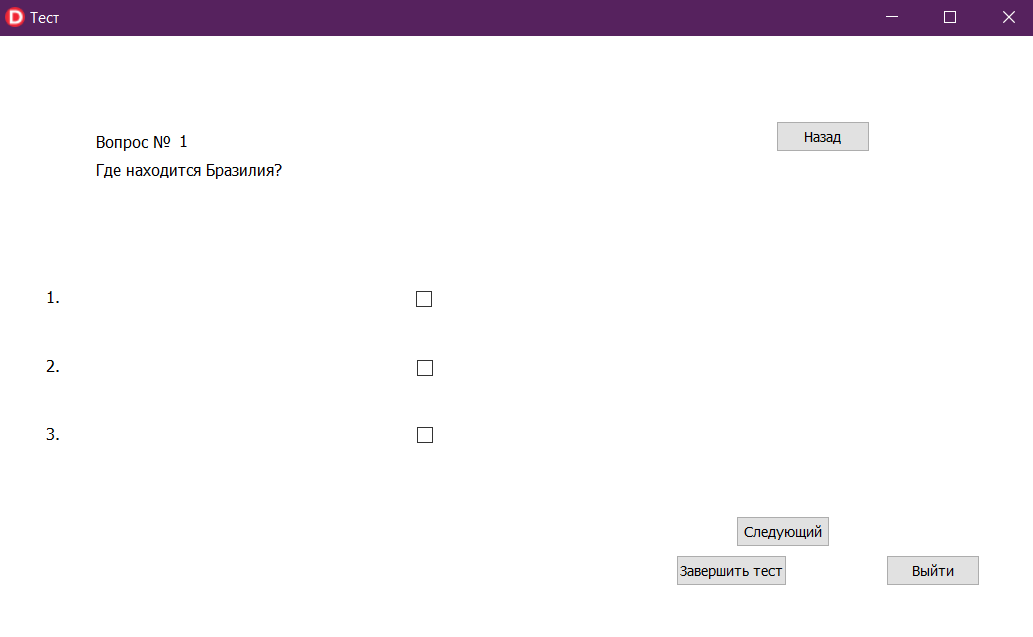 D Тест
Вопрос № 1
Назад
Где находится Бразилия?
1.
2.
3.
Следующий
Завершить тест
Выйти